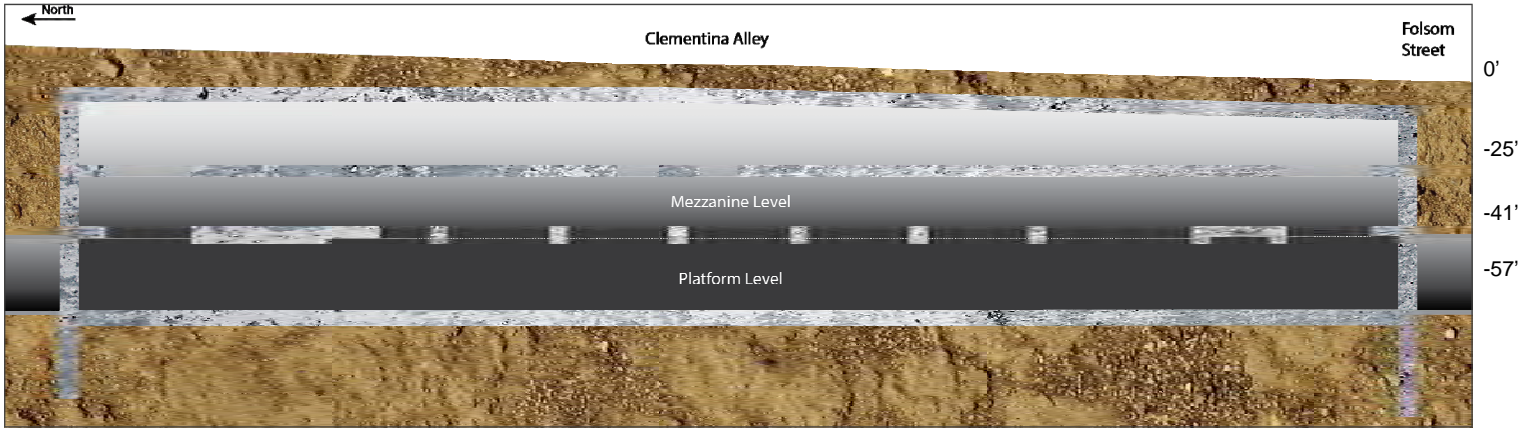 North
Clementina Alley
Folsom
Street
0’
-25’
Mezzanine Level
-41’
-57’
Platform Level